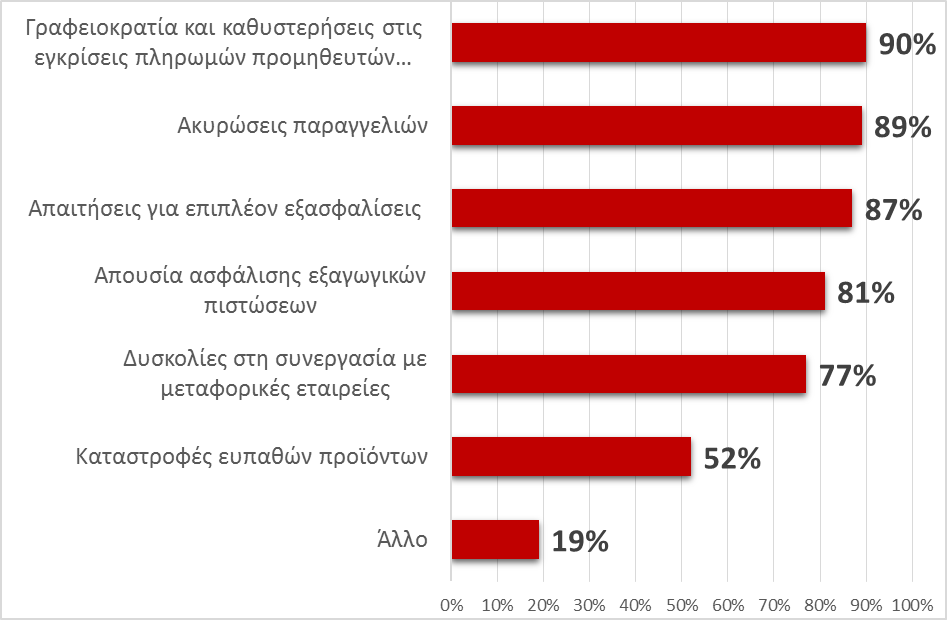 Γραφειοκρατία και καθυστερήσεις στις
εγκρίσεις πληρωμών προμηθευτών…
90%
Ακυρώσεις παραγγελιών
89%
Απαιτήσεις για επιπλέον εξασφαλίσεις
87%
Απουσία ασφάλισης εξαγωγικών
πιστώσεων
81%
Δυσκολίες στη συνεργασία με
μεταφορικές εταιρείες
77%
Καταστροφές ευπαθών προϊόντων
52%
Άλλο
19%
0% 10% 20% 30% 40% 50% 60% 70% 80% 90% 100%